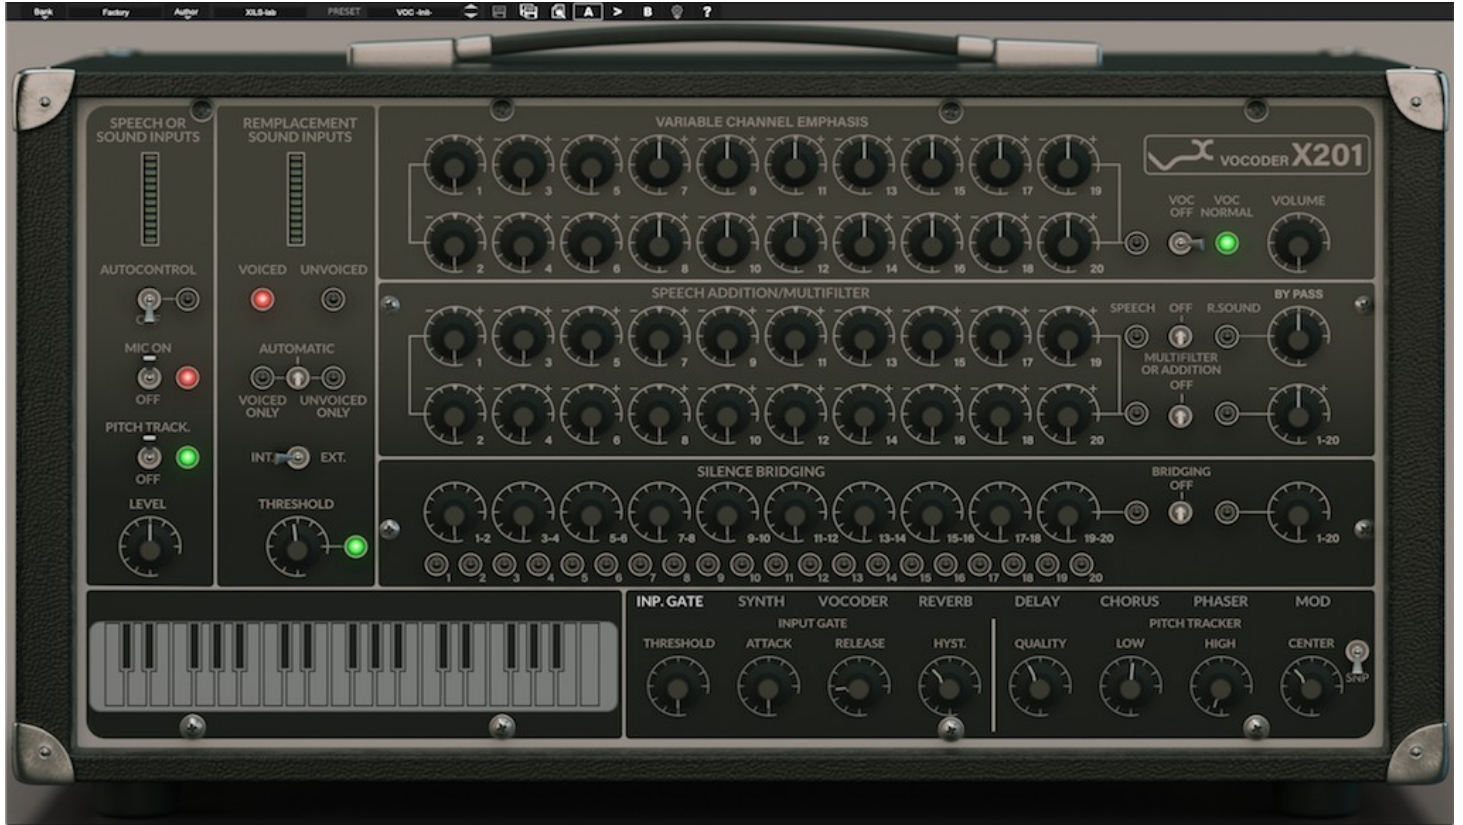 Bank Factory Author XILS-lab PRESET VOC -Init- A > B ?
SPEECH OR
SOUND INPUTS
AUTOCONTROL
MIC ON
OFF
PITCH TRACK.
OFF
LEVEL
REMPLACEMENT
SOUND INPUTS
VOICED UNVOICED
AUTOMATIC
VOICED UNVOICED
ONLY ONLY
INT. EXT.
THRESHOLD
VARIABLE CHANNEL EMPHASIS
- + - + - + - + - + - + - + - + - + - +
1 3 5 7 9 11 13 15 17 19
- + - + - + - + - + - + - + - + - + - +
2 4 6 8 10 12 14 16 18 20
VOCODER X201
VOC VOC
OFF NORMAL
VOLUME
SPEECH ADDITION/MULTIFILTER
- + - + - + - + - + - + - + - + - + - +
1 3 5 7 9 11 13 15 17 19
- + - + - + - + - + - + - + - + - + - +
2 4 6 8 10 12 14 16 18 20
BY PASS
SPEECH OFF R.SOUND
MULTIFILTER
OR ADDITION
OFF
- +
1-20
SILENCE BRIDGING
1-2 3-4 5-6 7-8 9-10 11-12 13-14 15-16 17-18 19-20
1 2 3 4 5 6 7 8 9 10 11 12 13 14 15 16 17 18 19 20
BRIDGING
OFF
1-20
INP. GATE SYNTH VOCODER REVERB DELAY CHORUS PHASER MOD
INPUT GATE PITCH TRACKER
THRESHOLD ATTACK RELEASE HYST. QUALITY LOW HIGH CENTER
SNP